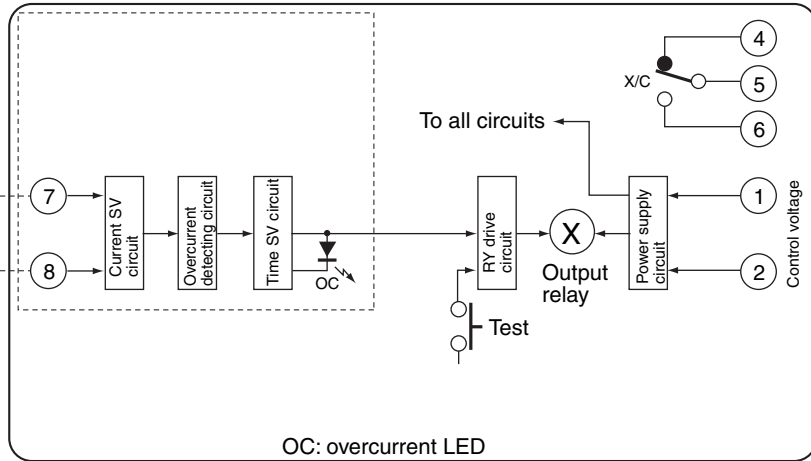 4
X/C
5
6
To all circuits
7
8
Current SV
circuit
Overcurrent
detecting circuit
Time SV circuit
OC
RY drive
circuit
X
Output
relay
Power supply
circuit
1
2
Control voltage
Test
OC: overcurrent LED